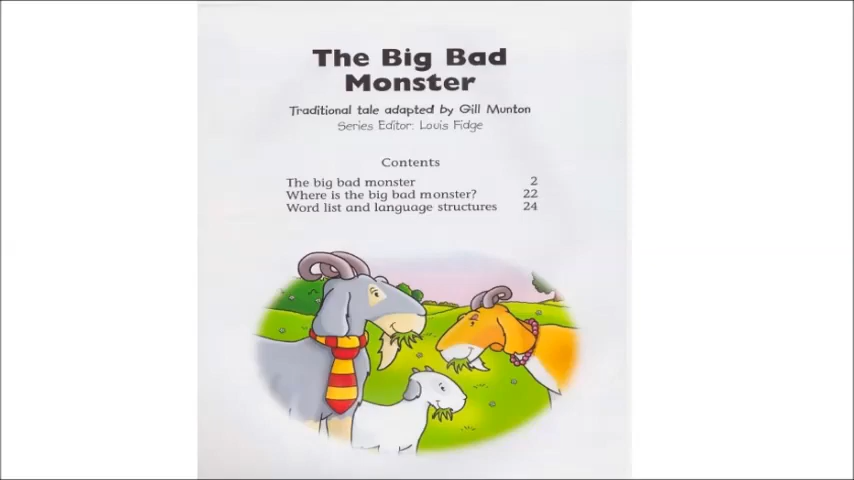 The Big Bad
Monster
Traditional tale adapted by Gill Munton
Series Editor: Louis Fidge
Contents
The big bad monster 2
Where is the big bad monster? 22
Word list and language structures 24